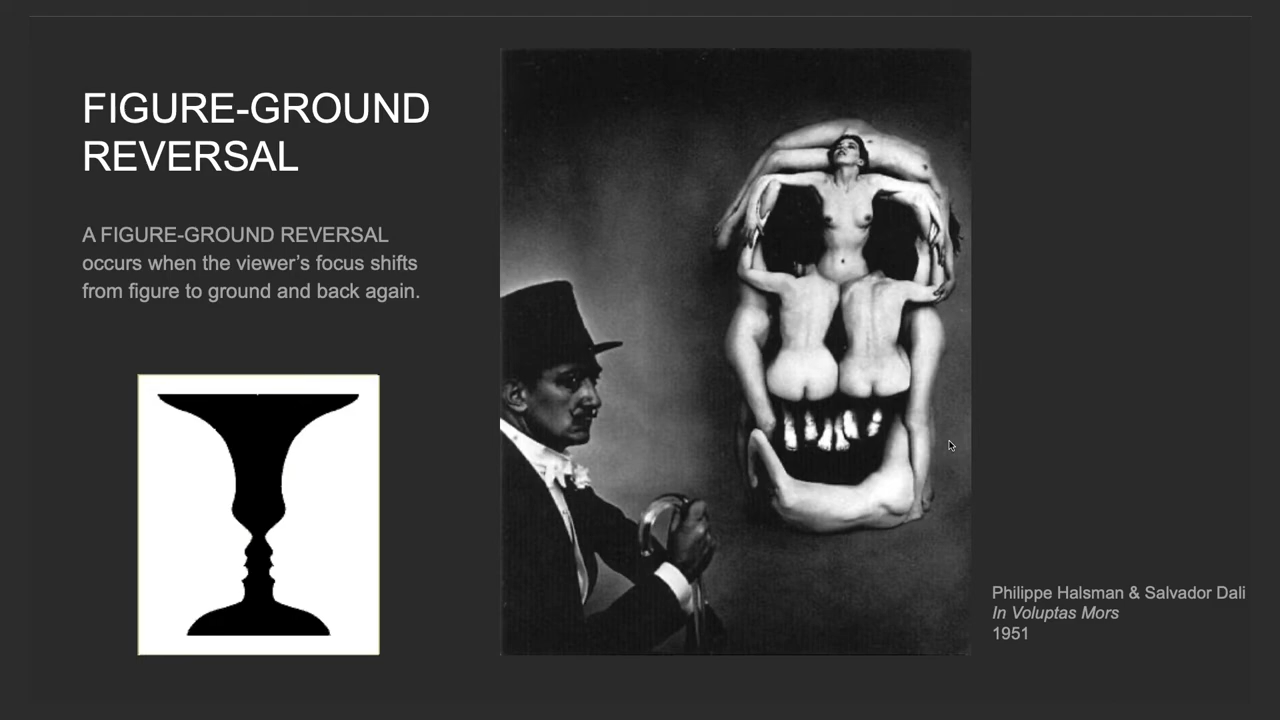 FIGURE-GROUND
REVERSAL
A FIGURE-GROUND REVERSAL
occurs when the viewer’s focus shifts
from figure to ground and back again.
Philippe Halsman & Salvador Dali
In Voluptas Mors
1951